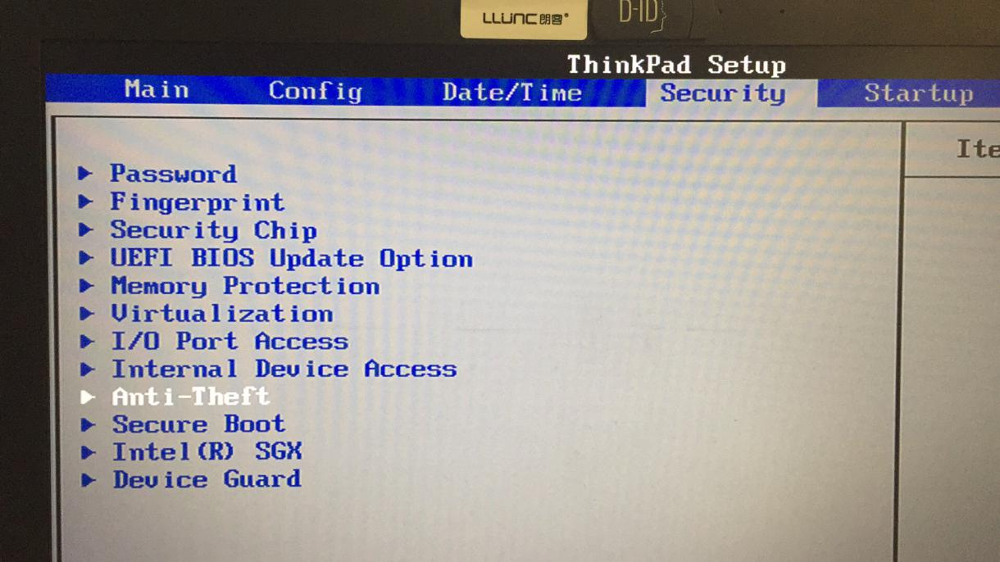 LLUNC朗客®
D-ID
ThinkPad Setup
Main Config Date/Time Security Startup
Ite
Password
Fingerprint
Security Chip
UEFI BIOS Update Option
Memory Protection
Virtualization
I/O Port Access
Internal Device Access
Anti-Theft
Secure Boot
Intel(R) SGX
Device Guard